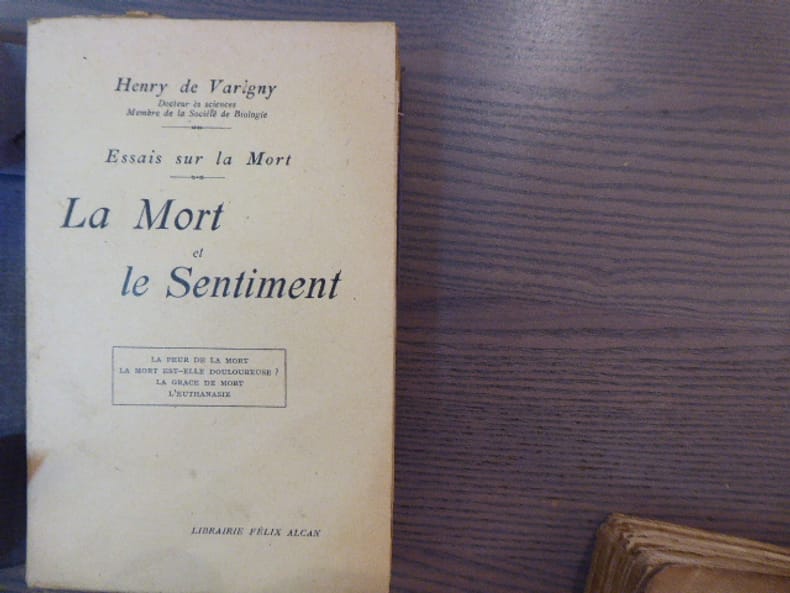 Henry de Varigny
Docteur ès sciences
Membre de la Société de Biologie
Essais sur la Mort
La Mort
et
le Sentiment
LA PEUR DE LA MORT
LA MORT EST-ELLE DOULOUREUSE ?
LA GRACE DE MORT
L'EUTHANASIE
LIBRAIRIE FÉLIX ALCAN